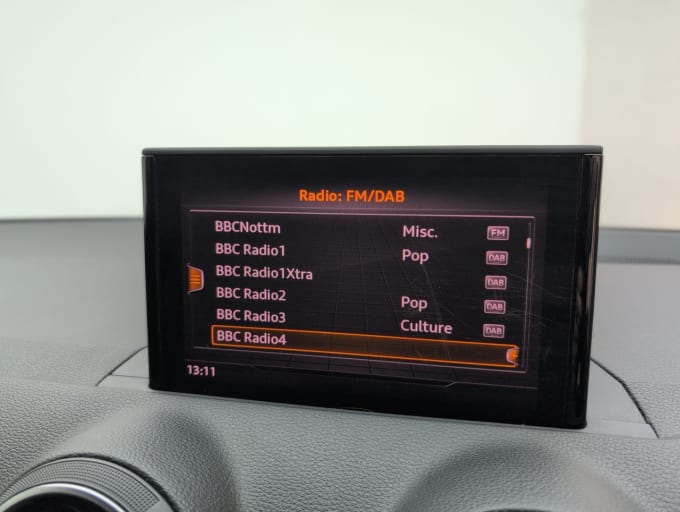 Radio: FM/DAB
BBCNottm Misc. FM
BBC Radio1 Pop DAB
BBC Radio1Xtra DAB
BBC Radio2 Pop DAB
BBC Radio3 Culture DAB
BBC Radio4
13:11